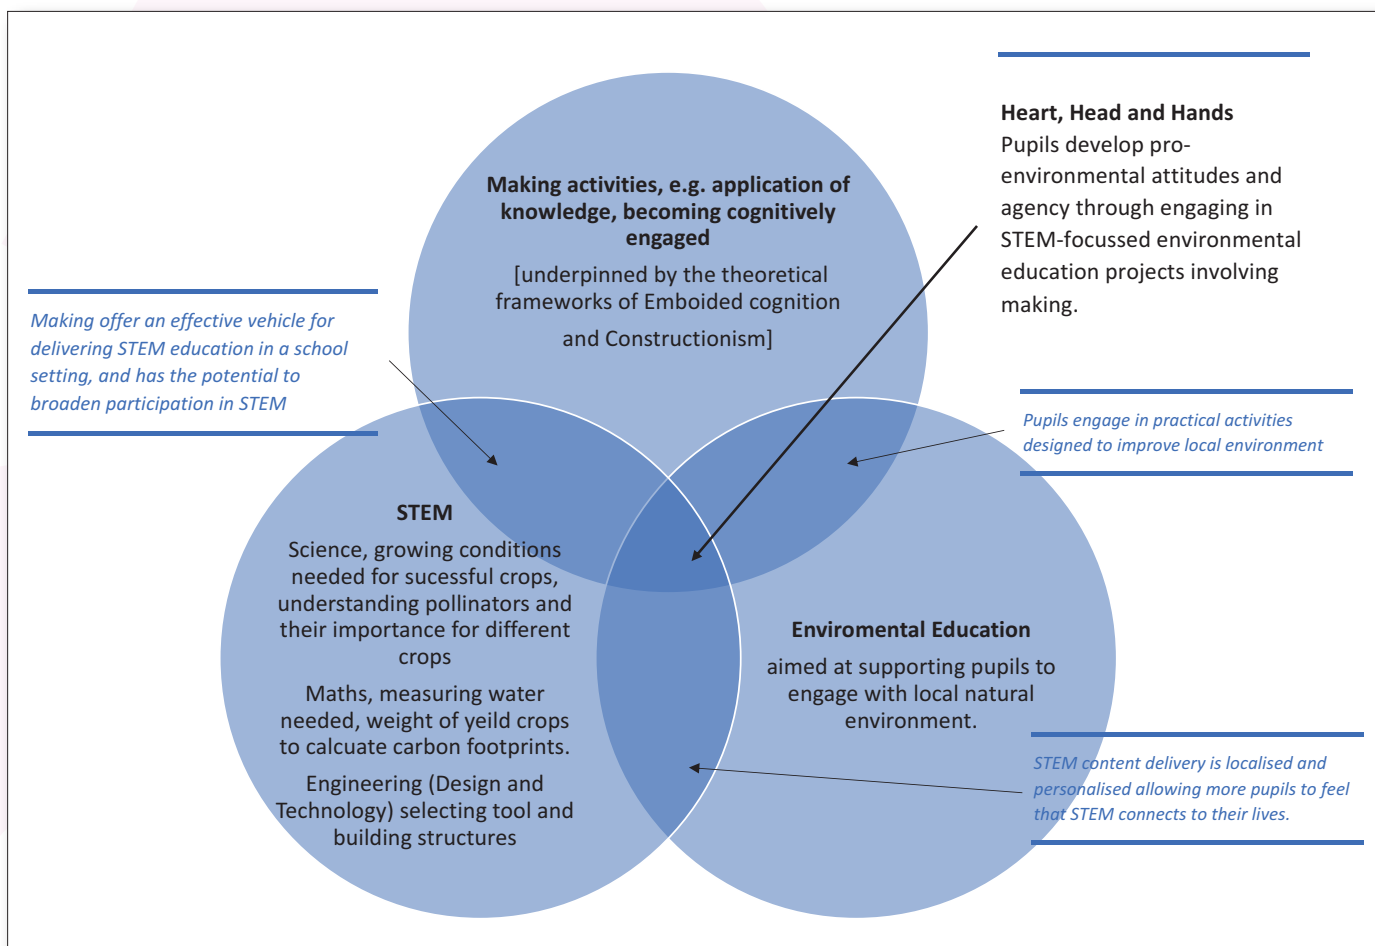 Making activities, e.g. application of
knowledge, becoming cognitively
engaged
[underpinned by the theoretical
frameworks of Emboided cognition
and Constructionism]
Heart, Head and Hands
Pupils develop pro-
environmental attitudes and
agency through engaging in
STEM-focussed environmental
education projects involving
making.
Making offer an effective vehicle for
delivering STEM education in a school
setting, and has the potential to
broaden participation in STEM
Pupils engage in practical activities
designed to improve local environment
STEM
Science, growing conditions
needed for sucessful crops,
understanding pollinators and
their importance for different
crops
Maths, measuring water
needed, weight of yeild crops
to calcuate carbon footprints.
Engineering (Design and
Technology) selecting tool and
building structures
Enviromental Education
aimed at supporting pupils to
engage with local natural
environment.
STEM content delivery is localised and
personalised allowing more pupils to feel
that STEM connects to their lives.